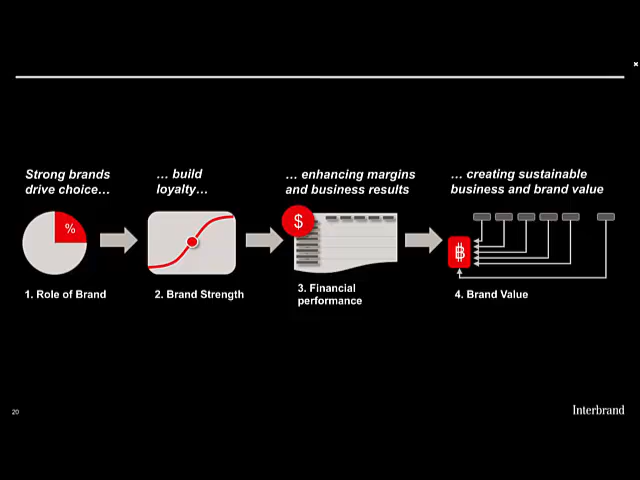 Strong brands
drive choice…
… build
loyalty…
… enhancing margins
and business results
… creating sustainable
business and brand value
%
$
B
1. Role of Brand
2. Brand Strength
3. Financial
performance
4. Brand Value
20
Interbrand